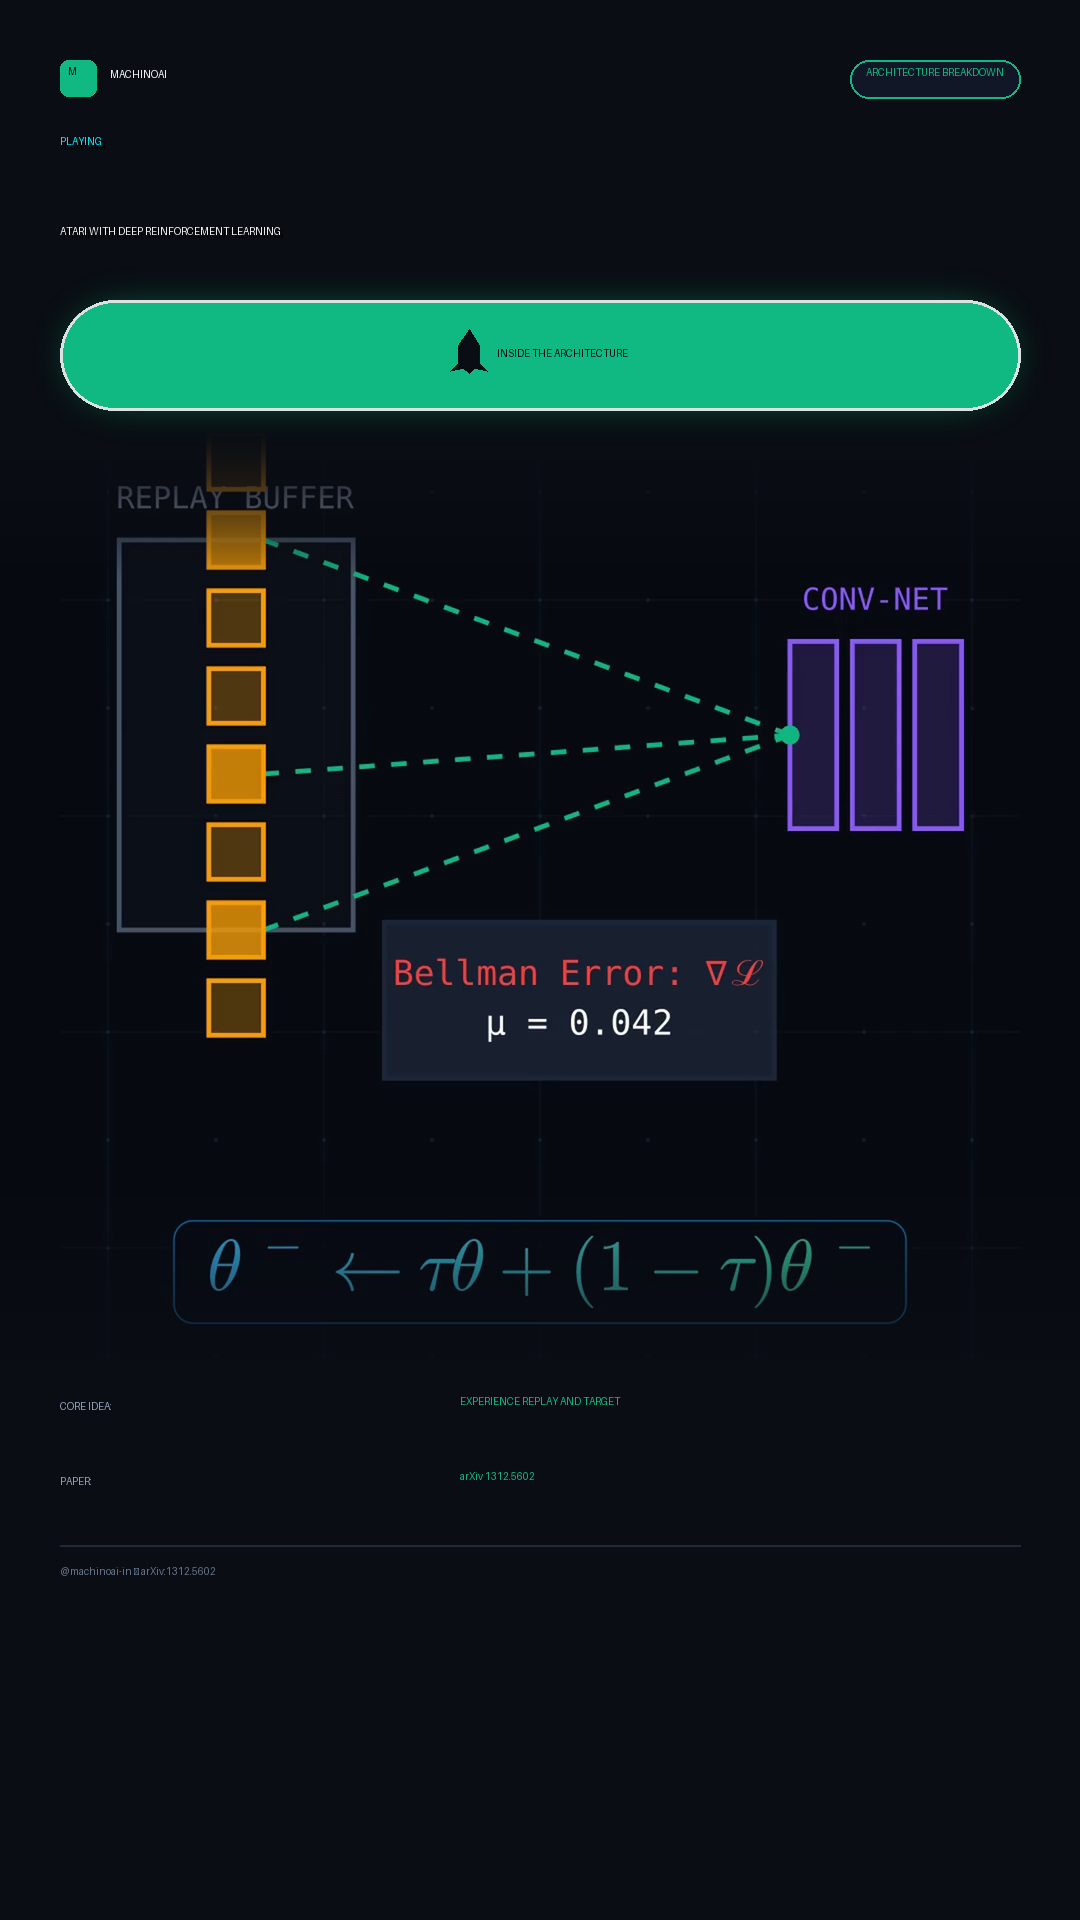 M
MACHINOAI
ARCHITECTURE BREAKDOWN
PLAYING
ATARI WITH DEEP REINFORCEMENT LEARNING
INSIDE THE ARCHITECTURE
REPLAY BUFFER
CONV-NET
Bellman Error: ∇ℒ
μ = 0.042
θ⁻ ← τθ + (1 − τ)θ⁻
CORE IDEA:
EXPERIENCE REPLAY AND TARGET
PAPER:
arXiv 1312.5602
@machinoai-in arXiv:1312.5602